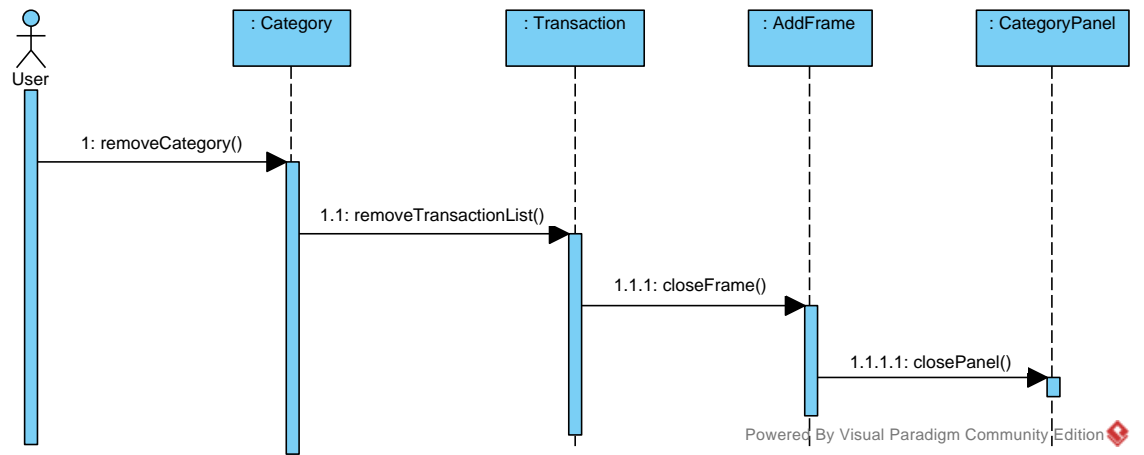 : Category
: Transaction
: AddFrame
: CategoryPanel
User
1: removeCategory()
1.1: removeTransactionList()
1.1.1: closeFrame()
1.1.1.1: closePanel()
Powered By Visual Paradigm Community Edition